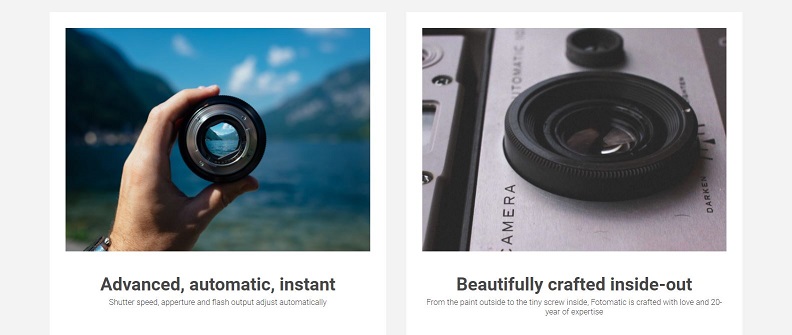 AUTOMATIC
CAMERA
DARKEN
Advanced, automatic, instant
Shutter speed, apperture and flash output adjust automatically
Beautifully crafted inside-out
From the paint outside to the tiny screw inside, Fotomatic is crafted with love and 20-
year of expertise